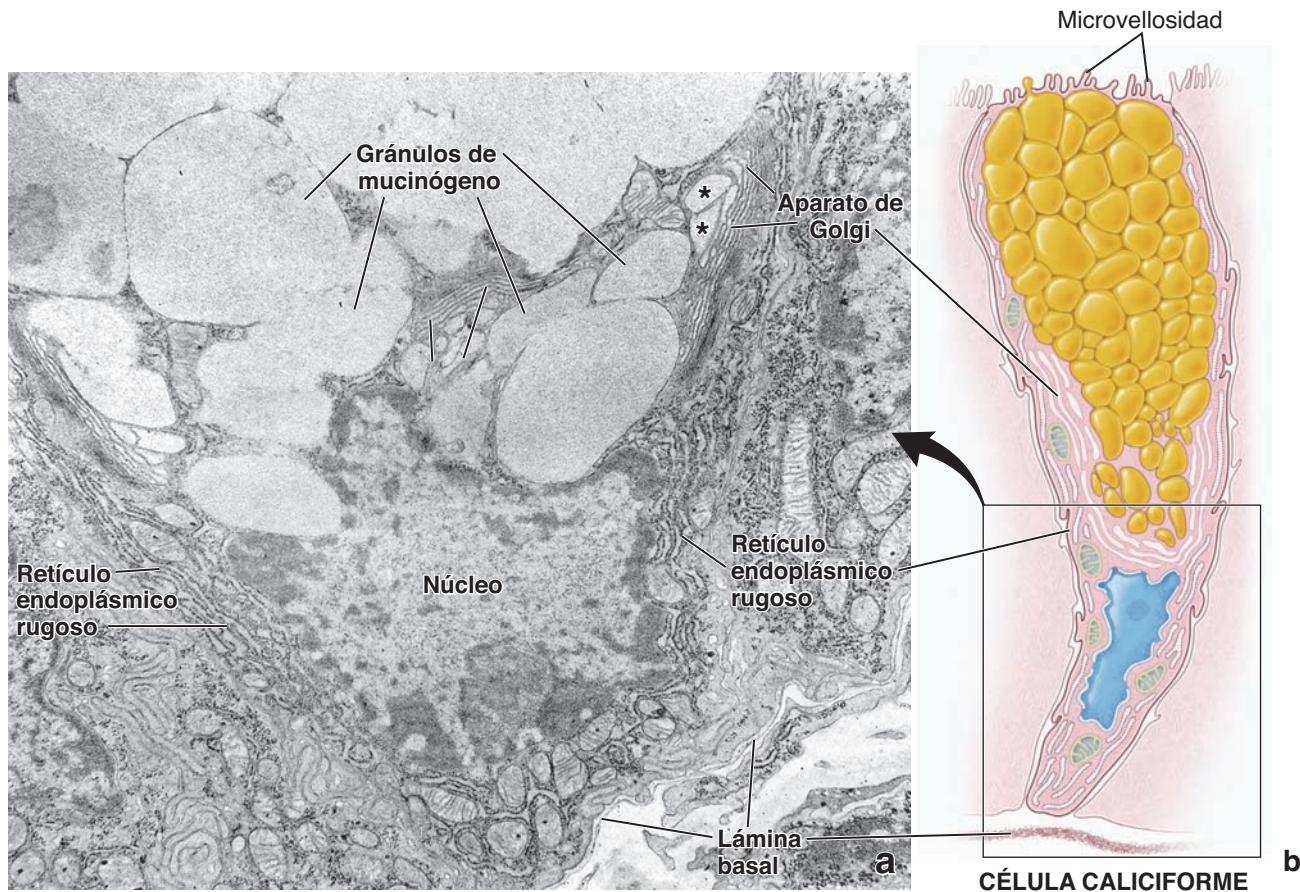 Microvellosidad
Gránulos de
mucinógeno
*
*
Aparato de
Golgi
Retículo
endoplásmico
rugoso
Núcleo
Retículo
endoplásmico
rugoso
Lámina
basal
a
b
CÉLULA CALICIFORME